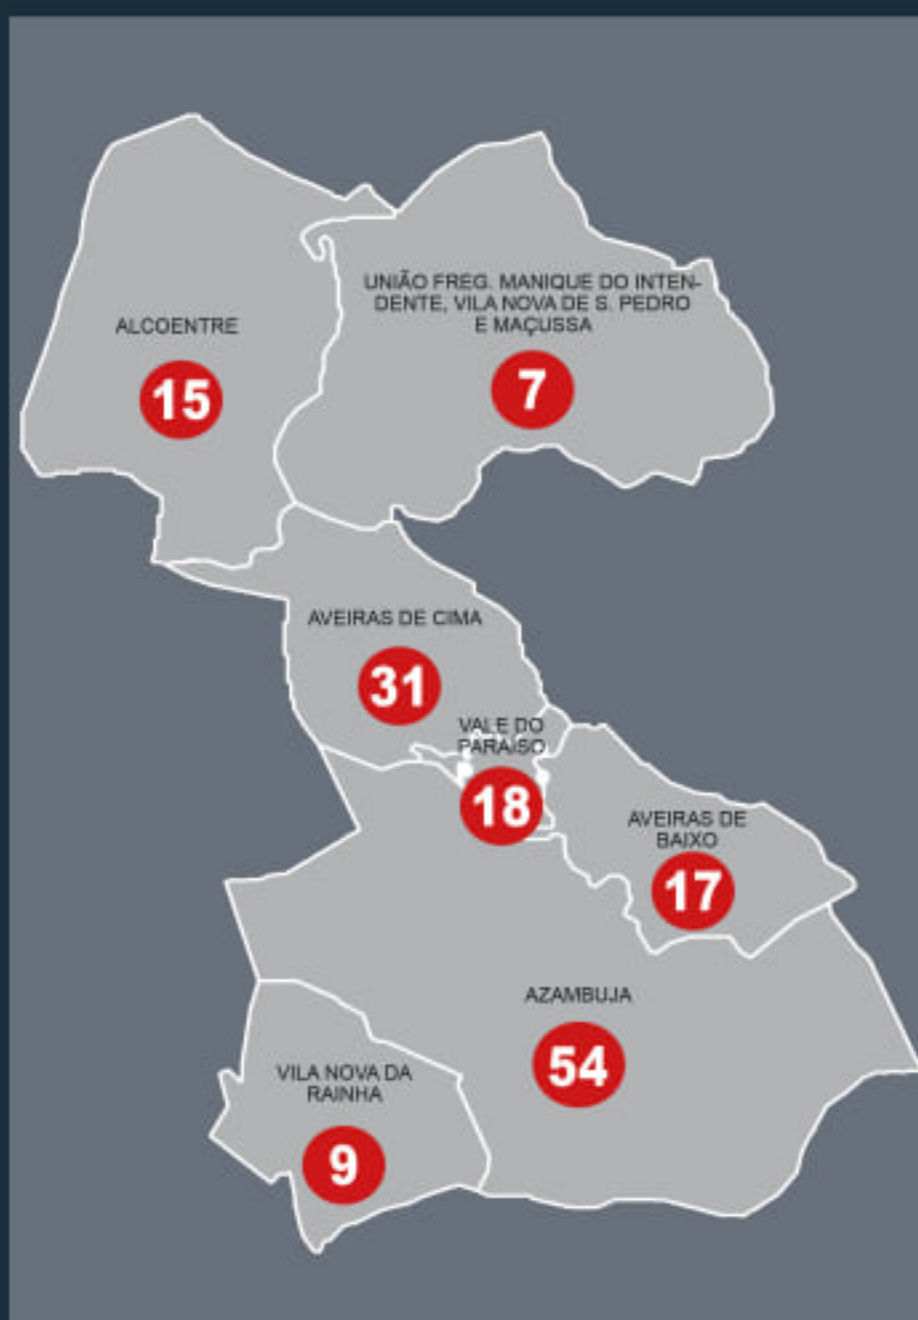 UNIÃO FREG. MANIQUE DO INTEN-
DENTE, VILA NOVA DE S. PEDRO
E MAÇUSSA
7
ALCOENTRE
15
AVEIRAS DE CIMA
31
VALE DO
PARAÍSO
18
AVEIRAS DE
BAIXO
17
AZAMBUJA
54
VILA NOVA DA
RAINHA
9